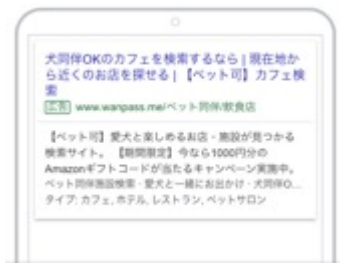 犬同伴OKのカフェを検索するなら | 現在地か
ら近くのお店を探せる | 【ペット可】カフェ検
索
広告 www.wanpass.me/ペット同伴/飲食店
【ペット可】愛犬と楽しめるお店・施設が見つかる
検索サイト。【期間限定】今なら1000円分の
Amazonギフトコードが当たるキャンペーン実施中。
ペット同伴施設検索・愛犬と一緒にお出かけ・犬同伴O...
タイプ: カフェ, ホテル, レストラン, ペットサロン